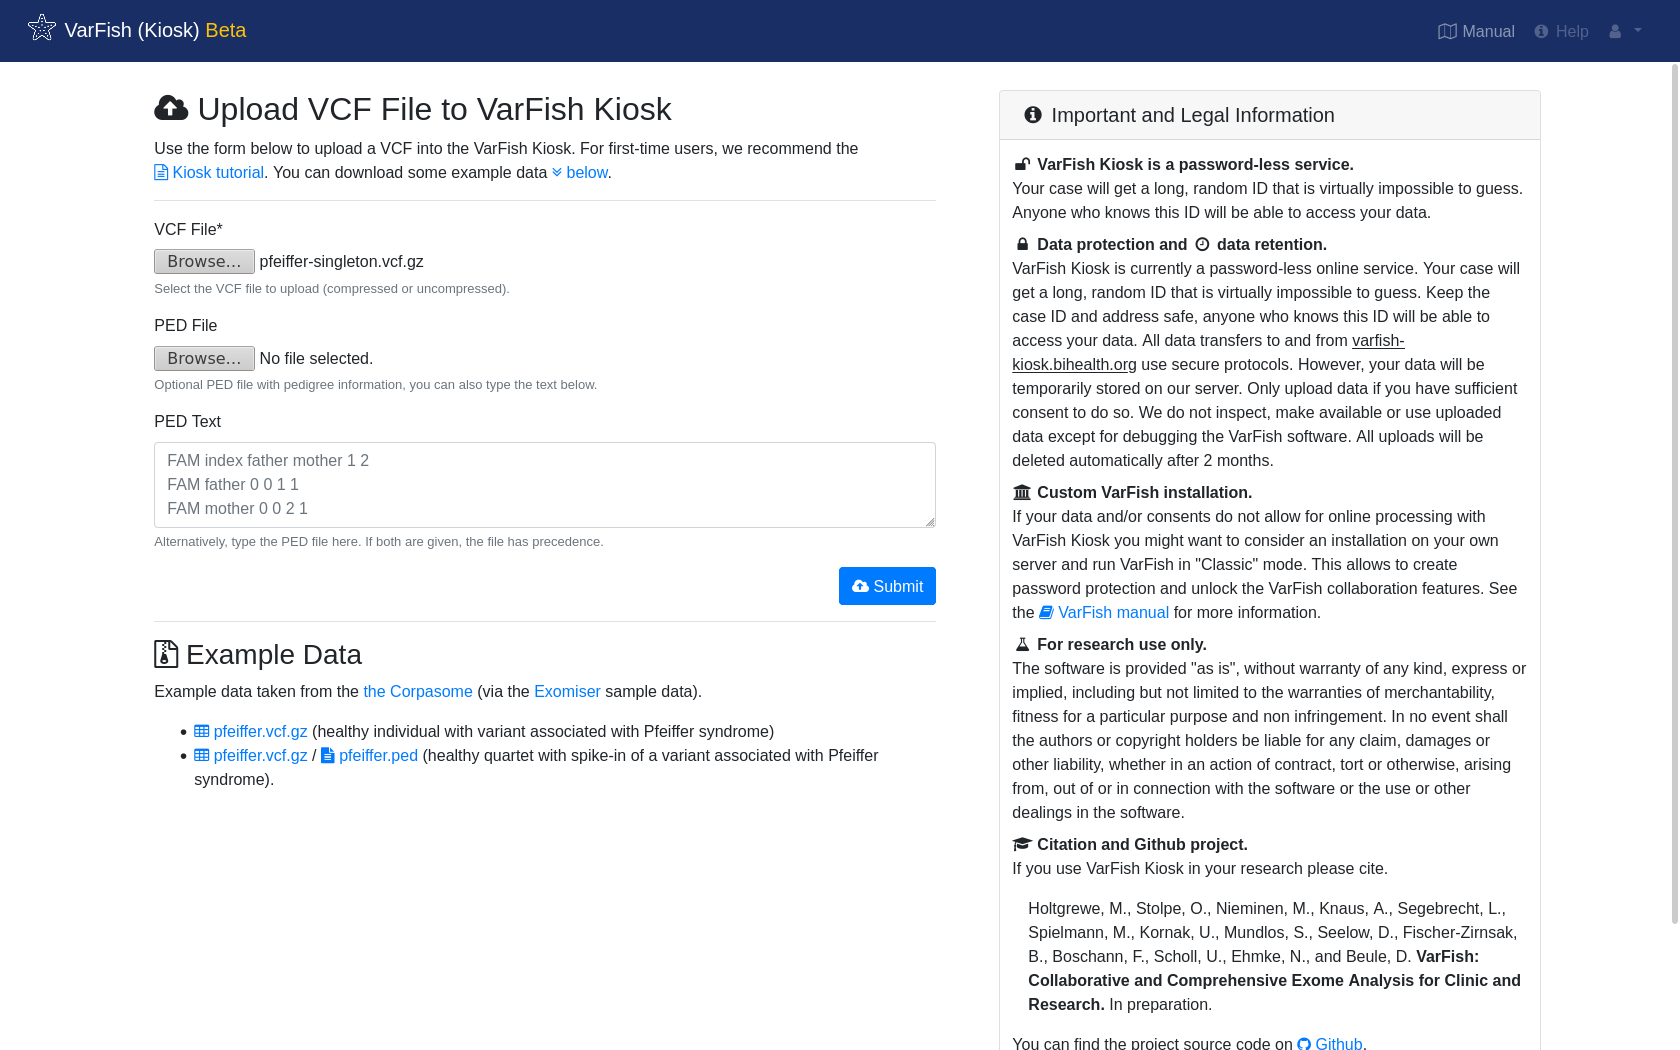 VarFish (Kiosk) Beta
Manual
Help
Upload VCF File to VarFish Kiosk
Use the form below to upload a VCF into the VarFish Kiosk. For first-time users, we recommend the
Kiosk tutorial. You can download some example data below.
VCF File*
Browse... pfeiffer-singleton.vcf.gz
Select the VCF file to upload (compressed or uncompressed).
PED File
Browse... No file selected.
Optional PED file with pedigree information, you can also type the text below.
PED Text
FAM index father mother 1 2
FAM father 0 0 1 1
FAM mother 0 0 2 1
Alternatively, type the PED file here. If both are given, the file has precedence.
Submit
Example Data
Example data taken from the the Corpasome (via the Exomiser sample data).
• pfeiffer.vcf.gz (healthy individual with variant associated with Pfeiffer syndrome)
• pfeiffer.vcf.gz / pfeiffer.ped (healthy quartet with spike-in of a variant associated with Pfeiffer
syndrome).
Important and Legal Information
VarFish Kiosk is a password-less service.
Your case will get a long, random ID that is virtually impossible to guess.
Anyone who knows this ID will be able to access your data.
Data protection and data retention.
VarFish Kiosk is currently a password-less online service. Your case will
get a long, random ID that is virtually impossible to guess. Keep the
case ID and address safe, anyone who knows this ID will be able to
access your data. All data transfers to and from varfish-
kiosk.bihealth.org use secure protocols. However, your data will be
temporarily stored on our server. Only upload data if you have sufficient
consent to do so. We do not inspect, make available or use uploaded
data except for debugging the VarFish software. All uploads will be
deleted automatically after 2 months.
Custom VarFish installation.
If your data and/or consents do not allow for online processing with
VarFish Kiosk you might want to consider an installation on your own
server and run VarFish in "Classic" mode. This allows to create
password protection and unlock the VarFish collaboration features. See
the VarFish manual for more information.
For research use only.
The software is provided "as is", without warranty of any kind, express or
implied, including but not limited to the warranties of merchantability,
fitness for a particular purpose and non infringement. In no event shall
the authors or copyright holders be liable for any claim, damages or
other liability, whether in an action of contract, tort or otherwise, arising
from, out of or in connection with the software or the use or other
dealings in the software.
Citation and Github project.
If you use VarFish Kiosk in your research please cite.
Holtgrewe, M., Stolpe, O., Nieminen, M., Knaus, A., Segebrecht, L.,
Spielmann, M., Kornak, U., Mundlos, S., Seelow, D., Fischer-Zirnsak,
B., Boschann, F., Scholl, U., Ehmke, N., and Beule, D. VarFish:
Collaborative and Comprehensive Exome Analysis for Clinic and
Research. In preparation.
You can find the project source code on Github.